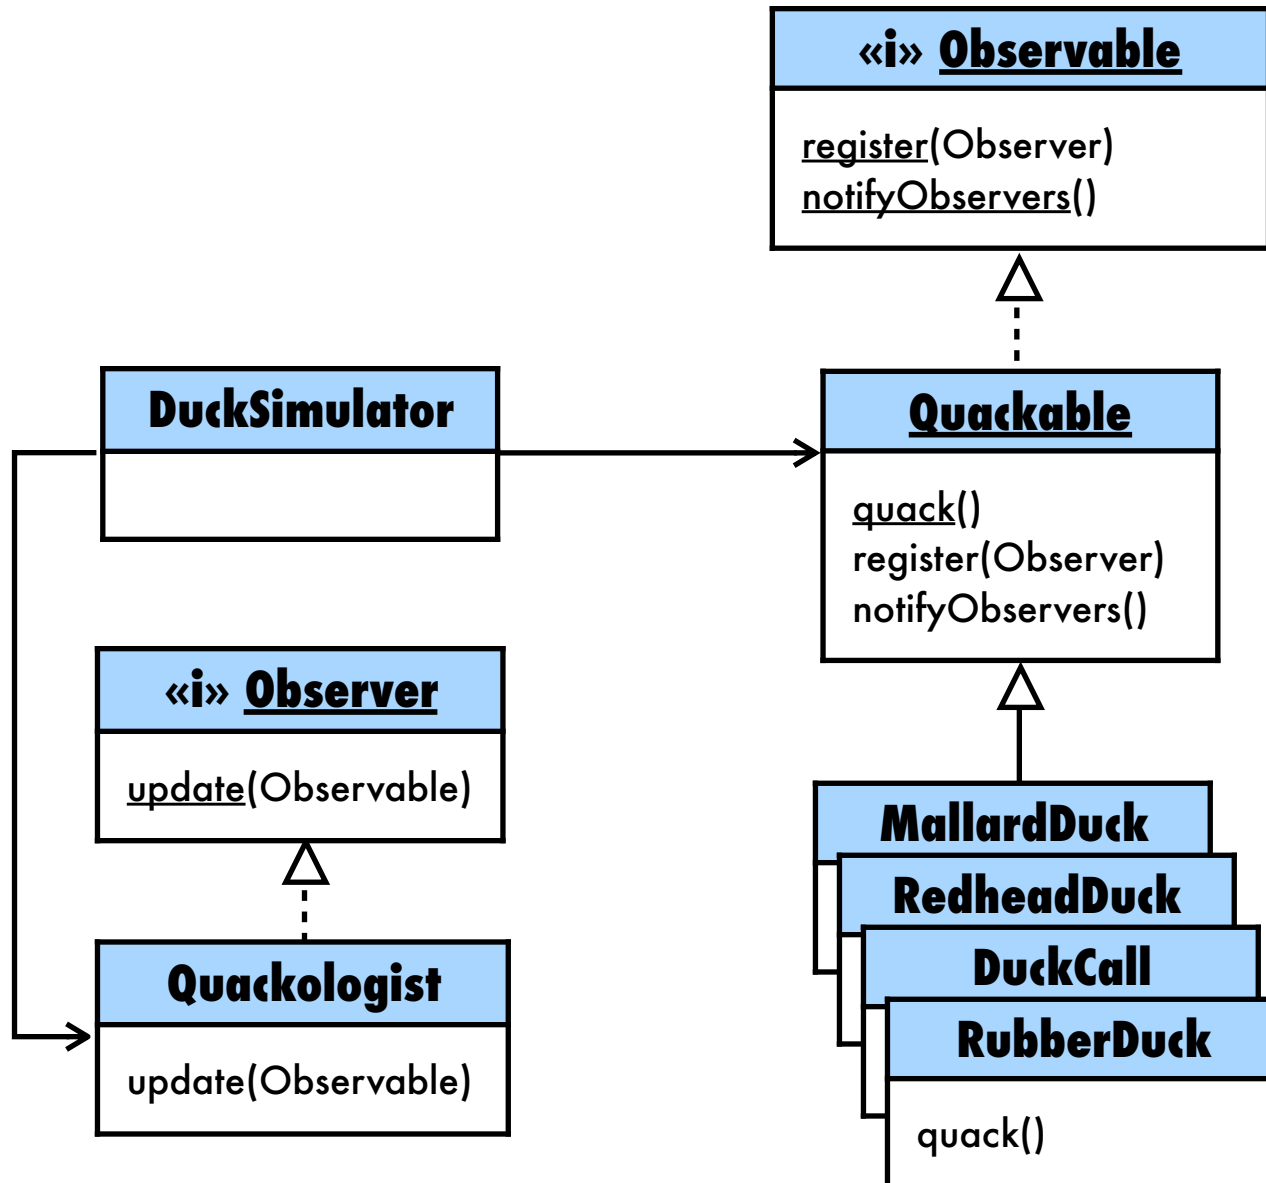 «i» Observable
register(Observer)
notifyObservers()
DuckSimulator
Quackable
quack()
register(Observer)
notifyObservers()
«i» Observer
update(Observable)
Quackologist
update(Observable)
MallardDuck
RedheadDuck
DuckCall
RubberDuck
quack()